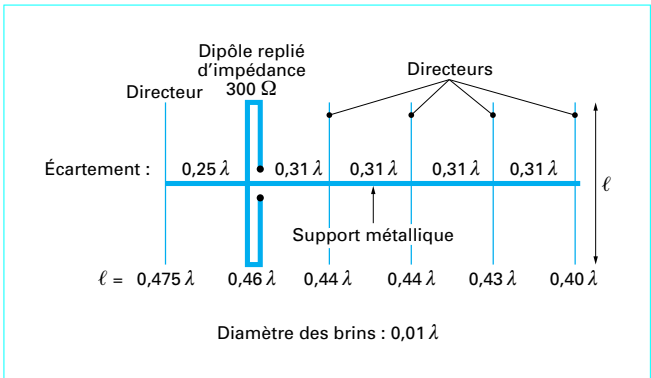 Dipôle replié
d'impédance
300 Ω
Directeur
Directeurs
Écartement : 0,25 λ 0,31 λ 0,31 λ 0,31 λ 0,31 λ
ℓ
Support métallique
ℓ = 0,475 λ 0,46 λ 0,44 λ 0,44 λ 0,43 λ 0,40 λ
Diamètre des brins : 0,01 λ